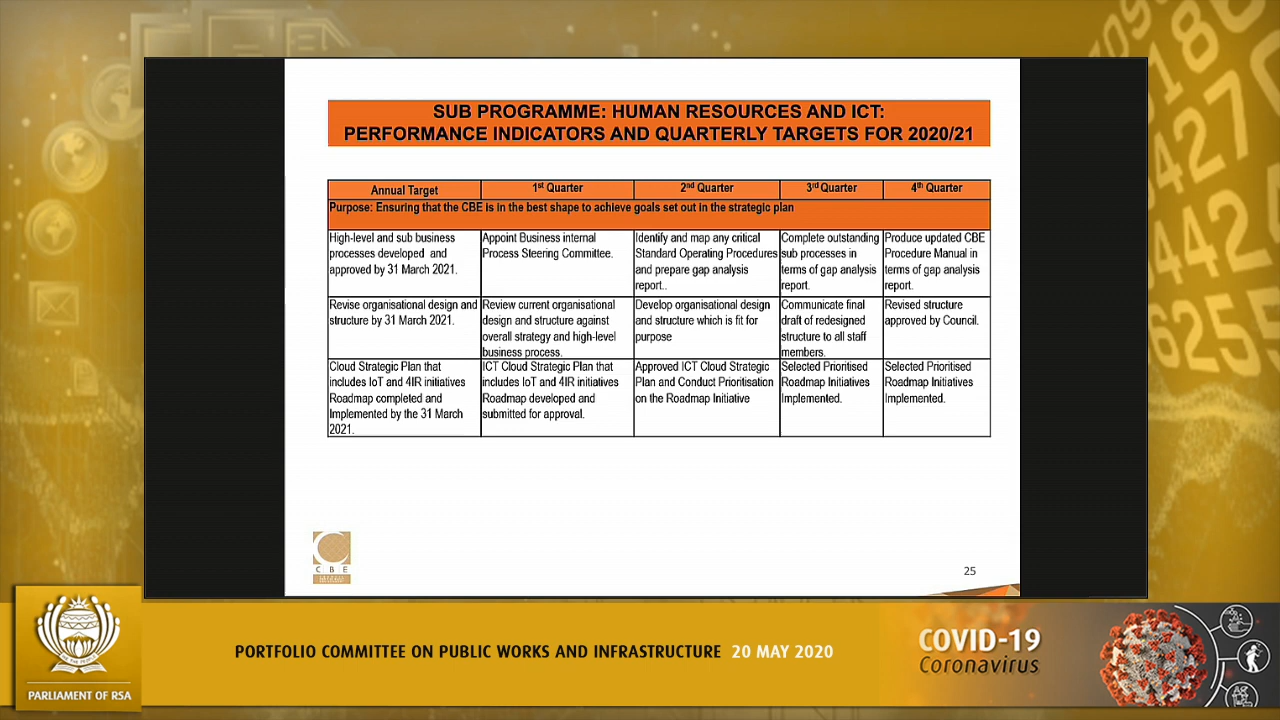 SUB PROGRAMME: HUMAN RESOURCES AND ICT:
PERFORMANCE INDICATORS AND QUARTERLY TARGETS FOR 2020/21
Annual Target
1st Quarter
2nd Quarter
3rd Quarter
4th Quarter
Purpose: Ensuring that the CBE is in the best shape to achieve goals set out in the strategic plan
High-level and sub business
processes developed and
approved by 31 March 2021.
Appoint Business internal
Process Steering Committee.
Identify and map any critical
Standard Operating Procedures
and prepare gap analysis
report..
Complete outstanding
sub processes in
terms of gap analysis
report.
Produce updated CBE
Procedure Manual in
terms of gap analysis
report.
Revise organisational design and
structure by 31 March 2021.
Review current organisational
design and structure against
overall strategy and high-level
business process.
Develop organisational design
and structure which is fit for
purpose
Communicate final
draft of redesigned
structure to all staff
members.
Revised structure
approved by Council.
Cloud Strategic Plan that
includes IoT and 4IR initiatives
Roadmap completed and
Implemented by the 31 March
2021.
ICT Cloud Strategic Plan that
includes IoT and 4IR initiatives
Roadmap developed and
submitted for approval.
Approved ICT Cloud Strategic
Plan and Conduct Prioritisation
on the Roadmap Initiative
Selected Prioritised
Roadmap Initiatives
Implemented.
Selected Prioritised
Roadmap Initiatives
Implemented.
C B E
25
PARLIAMENT OF RSA
PORTFOLIO COMMITTEE ON PUBLIC WORKS AND INFRASTRUCTURE 20 MAY 2020
COVID-19
Coronavirus